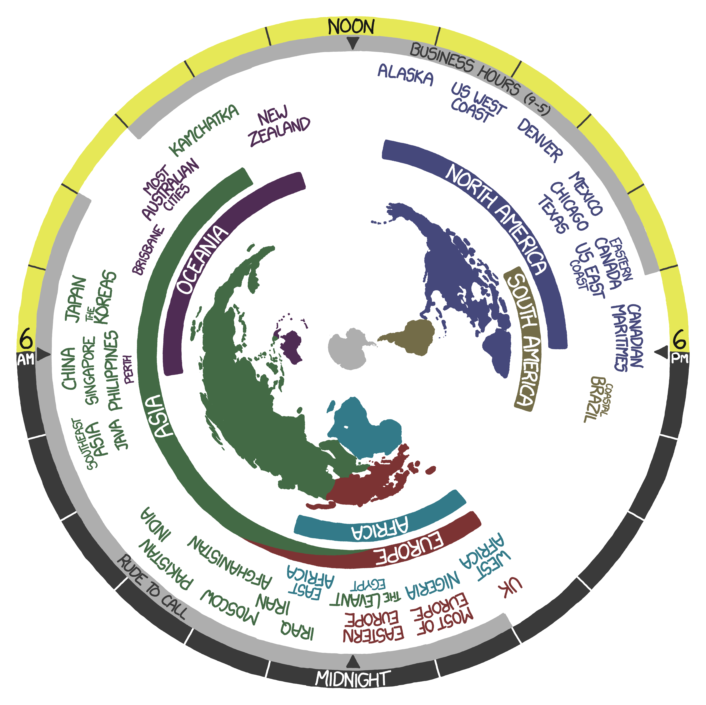 NOON
BUSINESS HOURS (9-5)
ALASKA
US WEST
COAST
DENVER
MEXICO
CHICAGO
TEXAS
EASTERN
CANADA
US EAST
COAST
CANADIAN
MARITIMES
6
PM
COASTAL
BRAZIL
NORTH AMERICA
SOUTH AMERICA
NEW
ZEALAND
KAMCHATKA
MOST
AUSTRALIAN
CITIES
BRISBANE
OCEANIA
JAPAN
THE
KOREAS
6
AM
CHINA
SINGAPORE
PHILIPPINES
PERTH
SOUTHEAST
ASIA
JAVA
ASIA
INDIA
PAKISTAN
AFGHANISTAN
RUDE TO CALL
MOSCOW
IRAN
IRAQ
EAST
AFRICA
THE LEVANT
EGYPT
EASTERN
EUROPE
NIGERIA
MOST OF
EUROPE
WEST
AFRICA
UK
AFRICA
EUROPE
MIDNIGHT